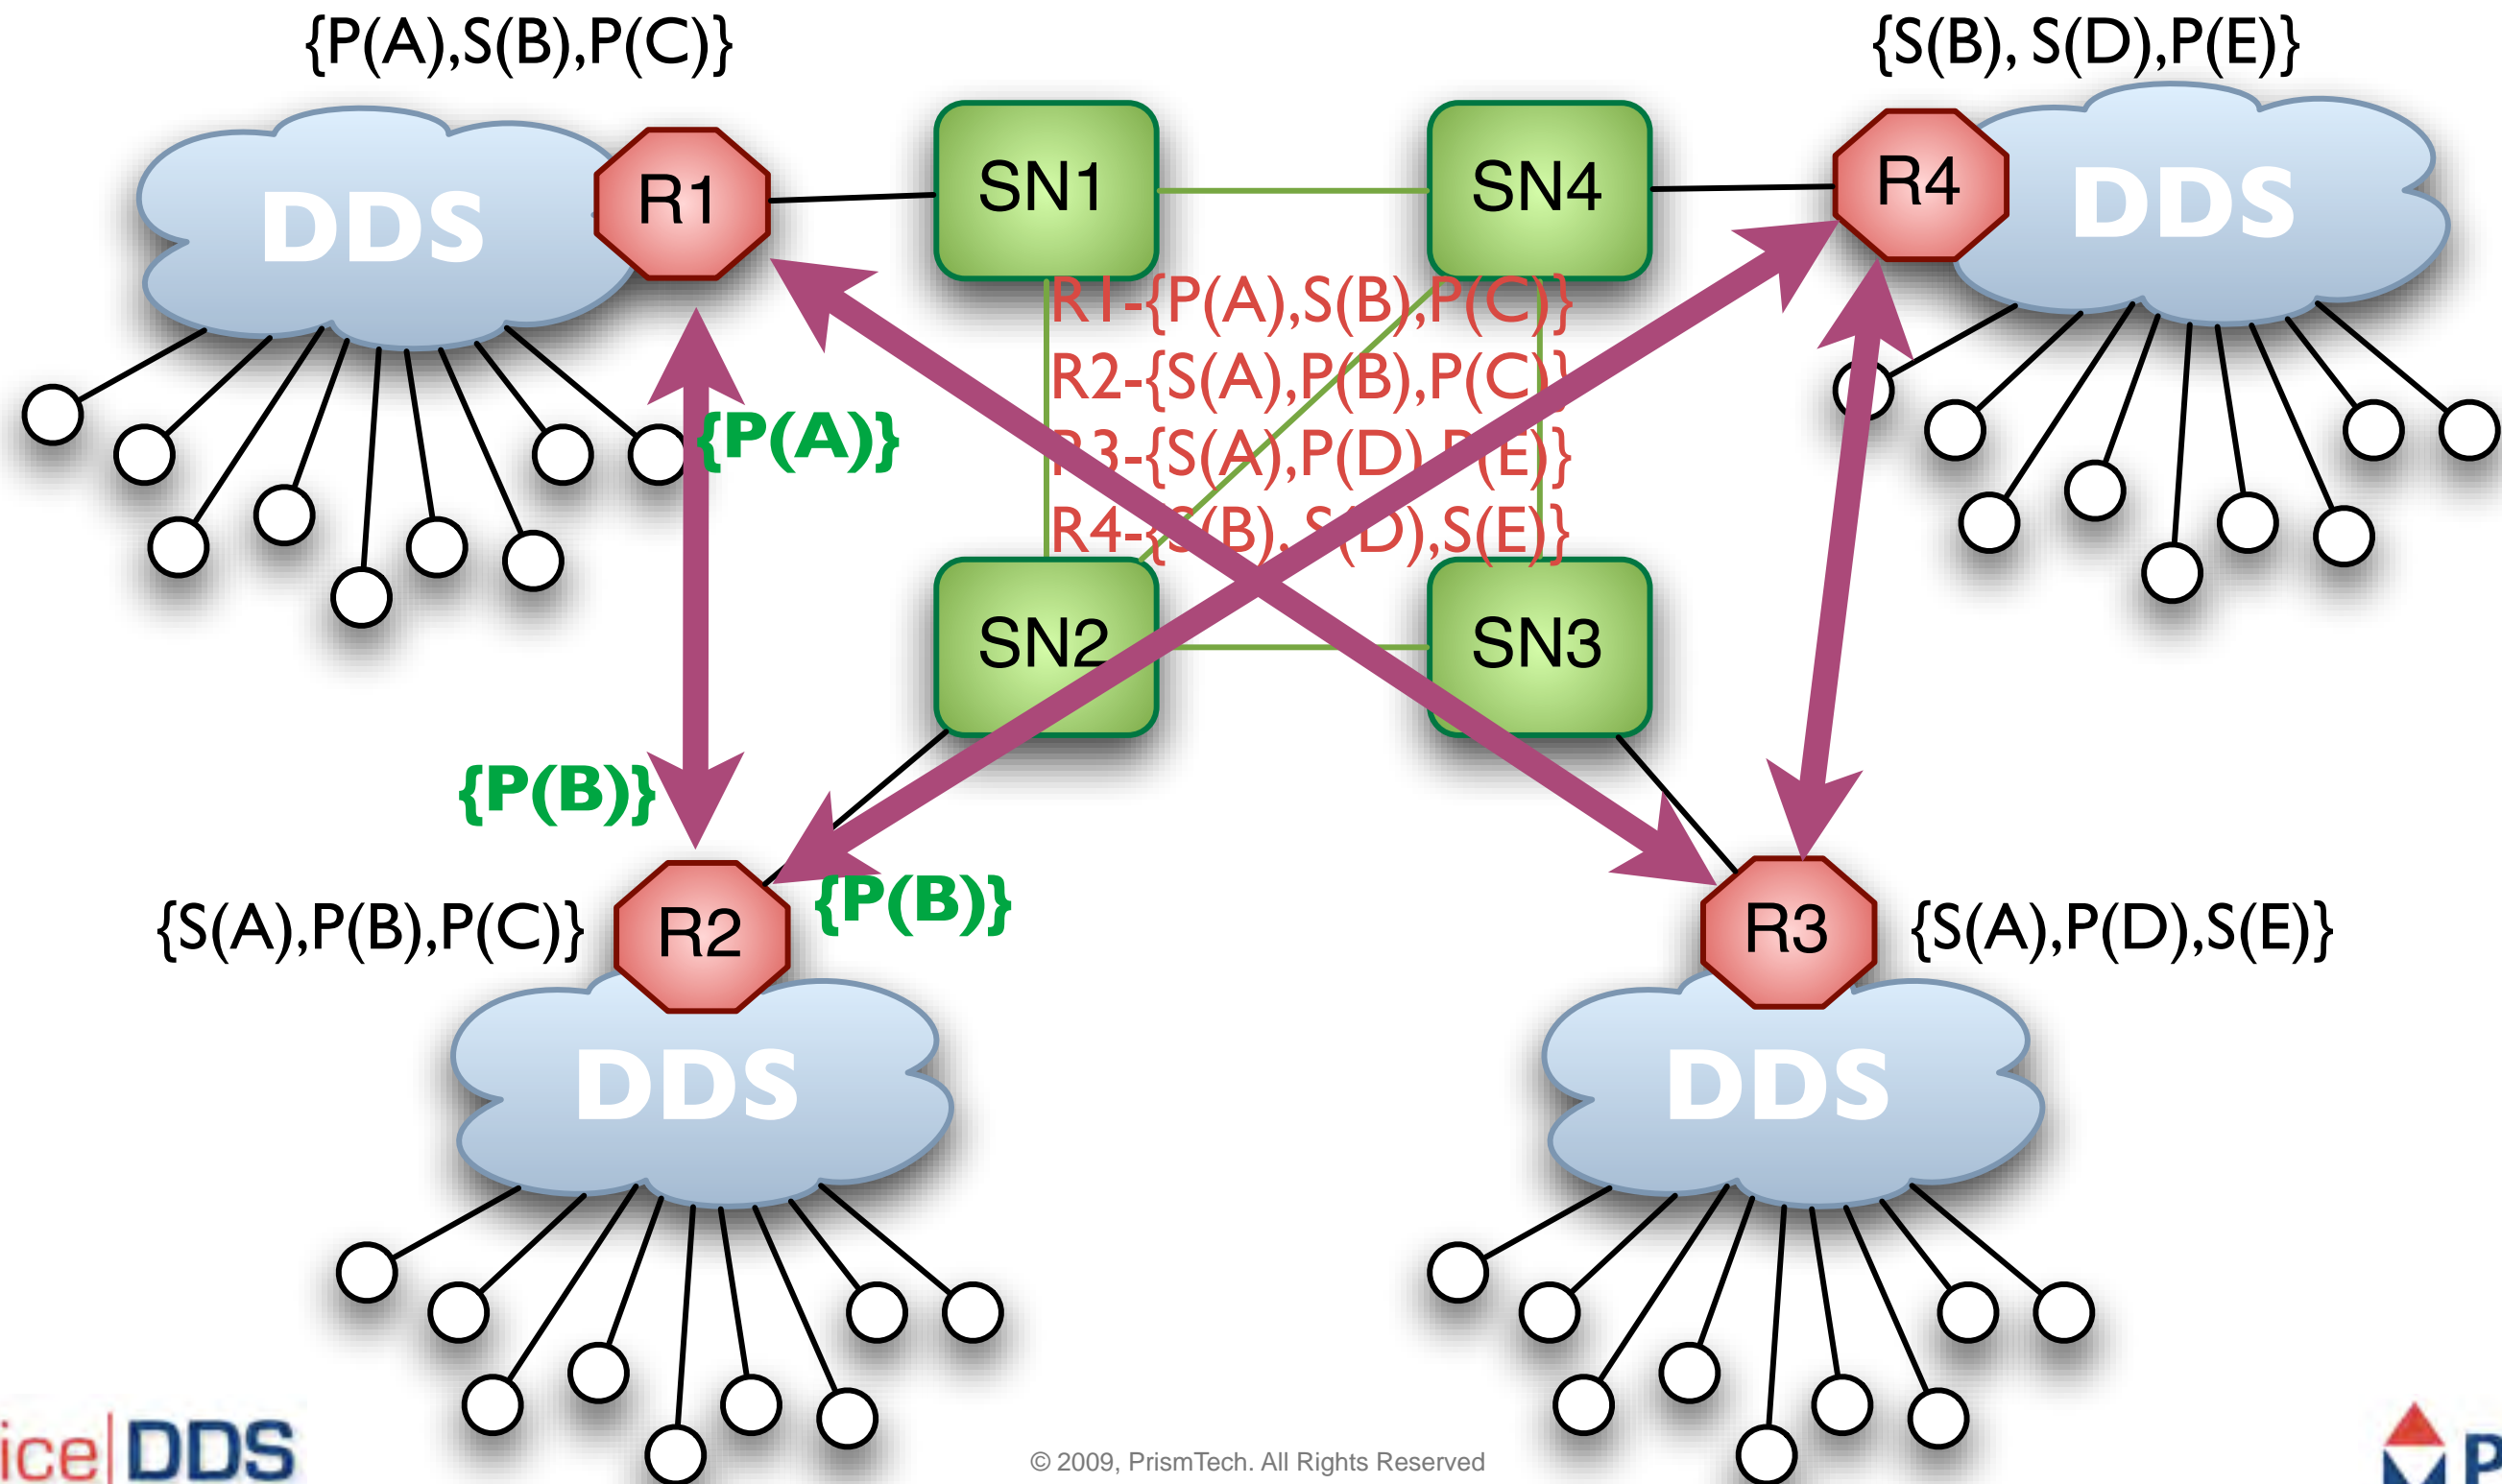 {P(A),S(B),P(C)}
{S(B), S(D),P(E)}
DDS
R1
SN1
SN4
R4
DDS
R1-{P(A),S(B),P(C)}
R2-{S(A),P(B),P(C)}
R3-{S(A),P(D),P(E)}
R4-{S(B), S(D),S(E)}
{P(A)}
SN2
SN3
{P(B)}
{P(B)}
{S(A),P(B),P(C)}
R2
R3
{S(A),P(D),S(E)}
DDS
DDS
ice|DDS
© 2009, PrismTech. All Rights Reserved
P